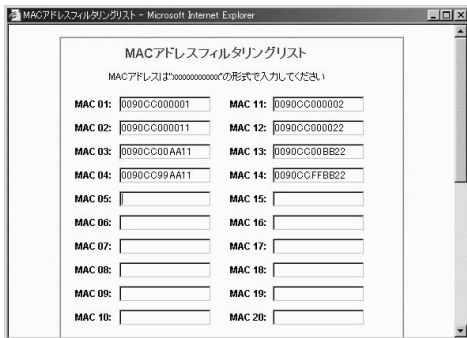 MACアドレスフィルタリングリスト - Microsoft Internet Explorer
MACアドレスフィルタリングリスト
MACアドレスは"xxxxxxxxxxxx"の形式で入力してください
MAC 01: 0090CC000001 MAC 11: 0090CC000002
MAC 02: 0090CC000011 MAC 12: 0090CC000022
MAC 03: 0090CC00AA11 MAC 13: 0090CC00BB22
MAC 04: 0090CC99AA11 MAC 14: 0090CCFFBB22
MAC 05: MAC 15:
MAC 06: MAC 16:
MAC 07: MAC 17:
MAC 08: MAC 18:
MAC 09: MAC 19:
MAC 10: MAC 20: